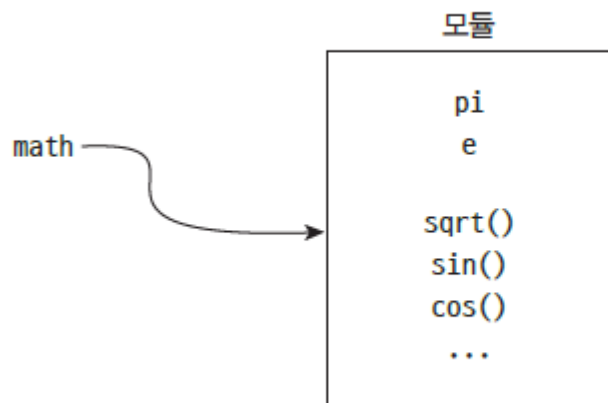 모듈
pi
math
e
sqrt()
sin()
cos()
...